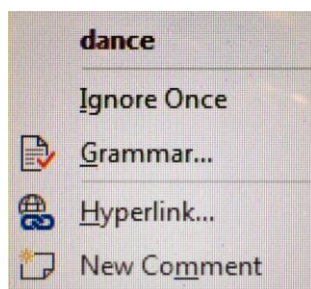 dance
Ignore Once
Grammar...
Hyperlink...
New Comment